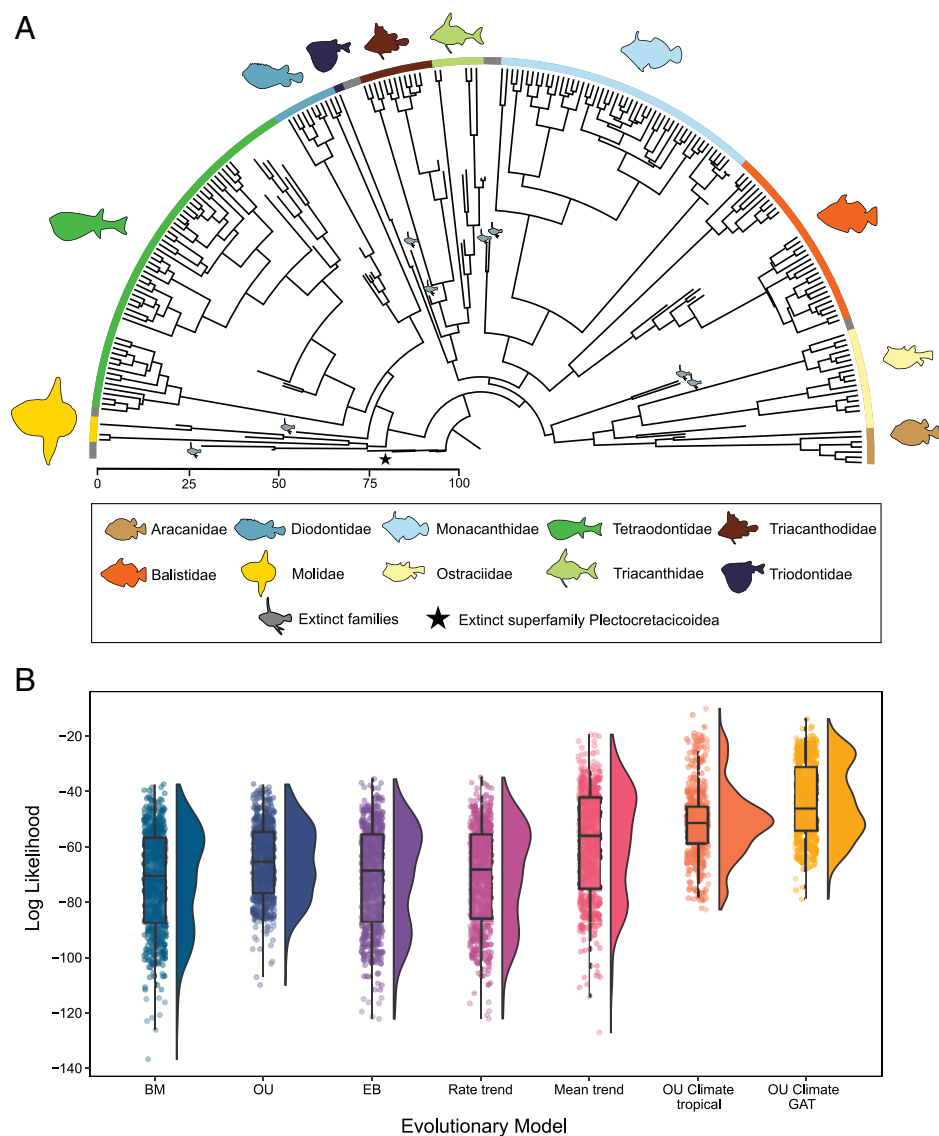 A
0 25 50 75 100
Aracanidae Diodontidae Monacanthidae Tetraodontidae Triacanthodidae
Balistidae Molidae Ostraciidae Triacanthidae Triodontidae
Extinct families Extinct superfamily Plectocretacicoidea
B
Log Likelihood
−20
−40
−60
−80
−100
−120
−140
BM OU EB Rate trend Mean trend OU Climate tropical OU Climate GAT
Evolutionary Model